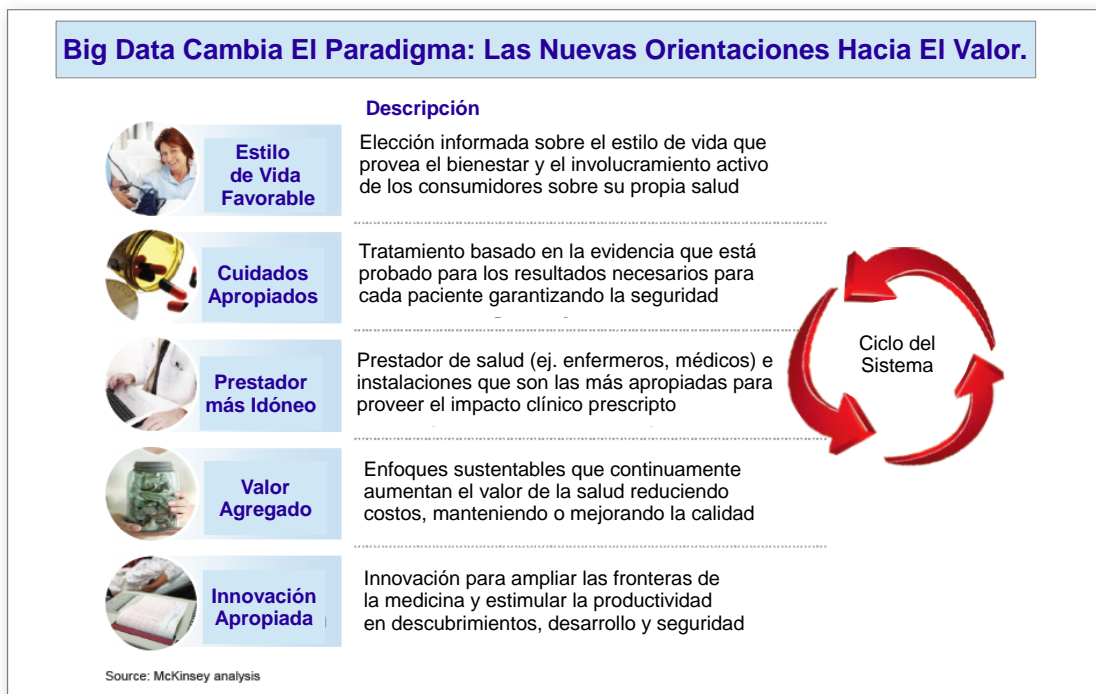 Big Data Cambia El Paradigma: Las Nuevas Orientaciones Hacia El Valor.
Descripción
Estilo
de Vida
Favorable
Elección informada sobre el estilo de vida que
provea el bienestar y el involucramiento activo
de los consumidores sobre su propia salud
Cuidados
Apropiados
Tratamiento basado en la evidencia que está
probado para los resultados necesarios para
cada paciente garantizando la seguridad
Prestador
más Idóneo
Prestador de salud (ej. enfermeros, médicos) e
instalaciones que son las más apropiadas para
proveer el impacto clínico prescripto
Valor
Agregado
Enfoques sustentables que continuamente
aumentan el valor de la salud reduciendo
costos, manteniendo o mejorando la calidad
Innovación
Apropiada
Innovación para ampliar las fronteras de
la medicina y estimular la productividad
en descubrimientos, desarrollo y seguridad
Ciclo del
Sistema
Source: McKinsey analysis